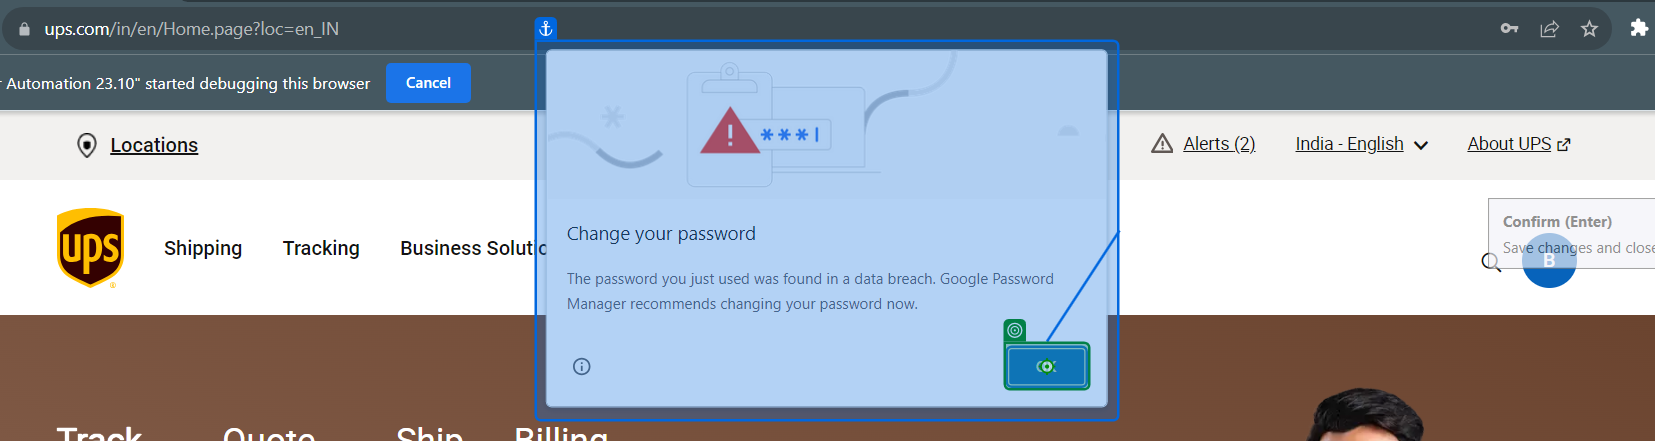 ups.com/in/en/Home.page?loc=en_IN
Automation 23.10" started debugging this browser
Cancel
Locations
Alerts (2)
India - English
About UPS
***|
ups
Shipping
Tracking
Business Solutio
Change your password
The password you just used was found in a data breach. Google Password
Manager recommends changing your password now.
OK
Confirm (Enter)
Save changes and close
B
Track
Quote
Ship
Billing